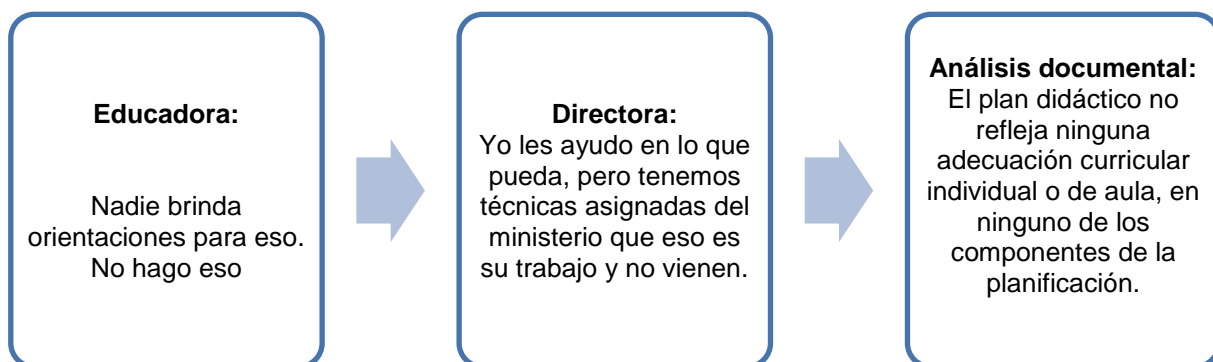 Educadora:
Nadie brinda
orientaciones para eso.
No hago eso
Directora:
Yo les ayudo en lo que
pueda, pero tenemos
técnicas asignadas del
ministerio que eso es
su trabajo y no vienen.
Análisis documental:
El plan didáctico no
refleja ninguna
adecuación curricular
individual o de aula, en
ninguno de los
componentes de la
planificación.